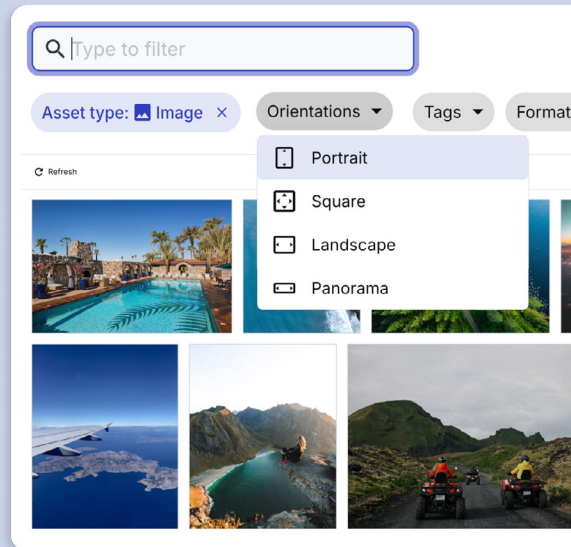 Type to filter
Asset type: Image × Orientations Tags Format
Portrait
Refresh
Square
Landscape
Panorama